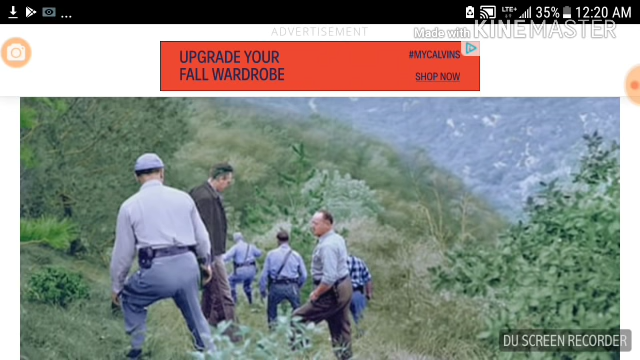 LTE+
35%
12:20 AM
Made with KINEMASTER
ADVERTISEMENT
UPGRADE YOUR
FALL WARDROBE
#MYCALVINS
SHOP NOW
DU SCREEN RECORDER